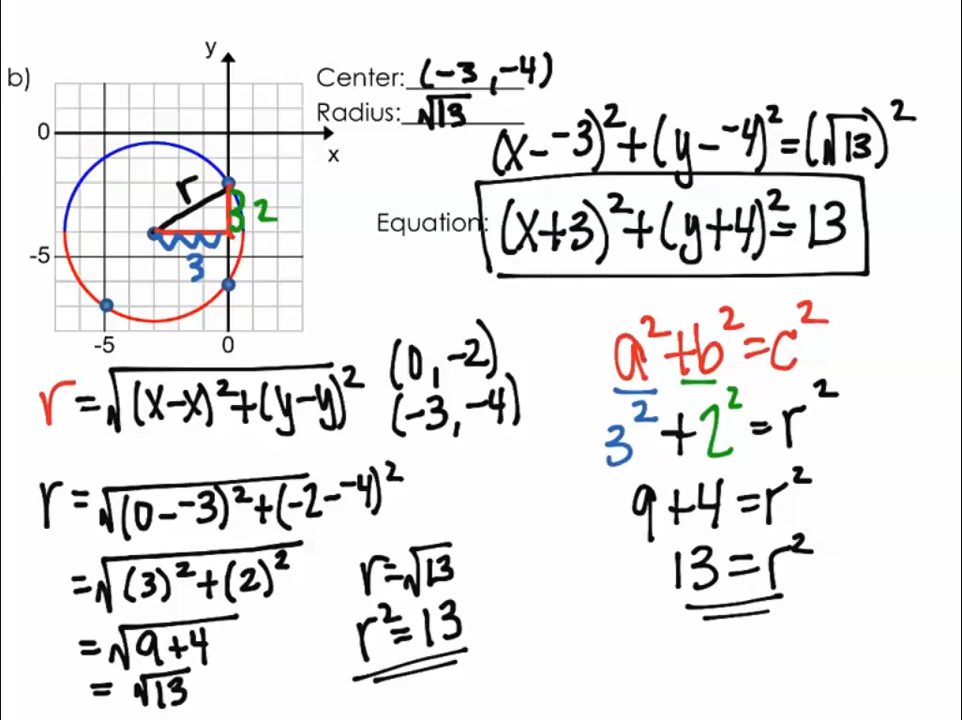 b)
y
0
x
-5
-5
0
r
2
3
Center: (-3, -4)
Radius: √13
(x - -3)² + (y - -4)² = (√13)²
Equation: (x+3)² + (y+4)² = 13
r = √(x-x)² + (y-y)²
(0, -2)
(-3, -4)
r = √(0 - -3)² + (-2 - -4)²
= √(3)² + (2)²
= √9+4
= √13
r = √13
r² = 13
a² + b² = c²
3² + 2² = r²
9 + 4 = r²
13 = r²